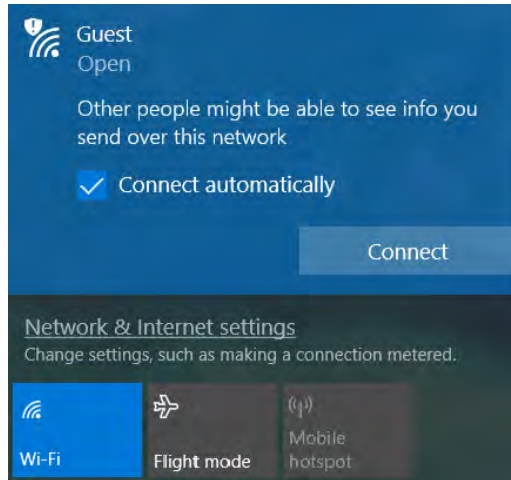 Guest
Open
Other people might be able to see info you
send over this network
Connect automatically
Connect
Network & Internet settings
Change settings, such as making a connection metered.
Wi-Fi
Flight mode
Mobile
hotspot